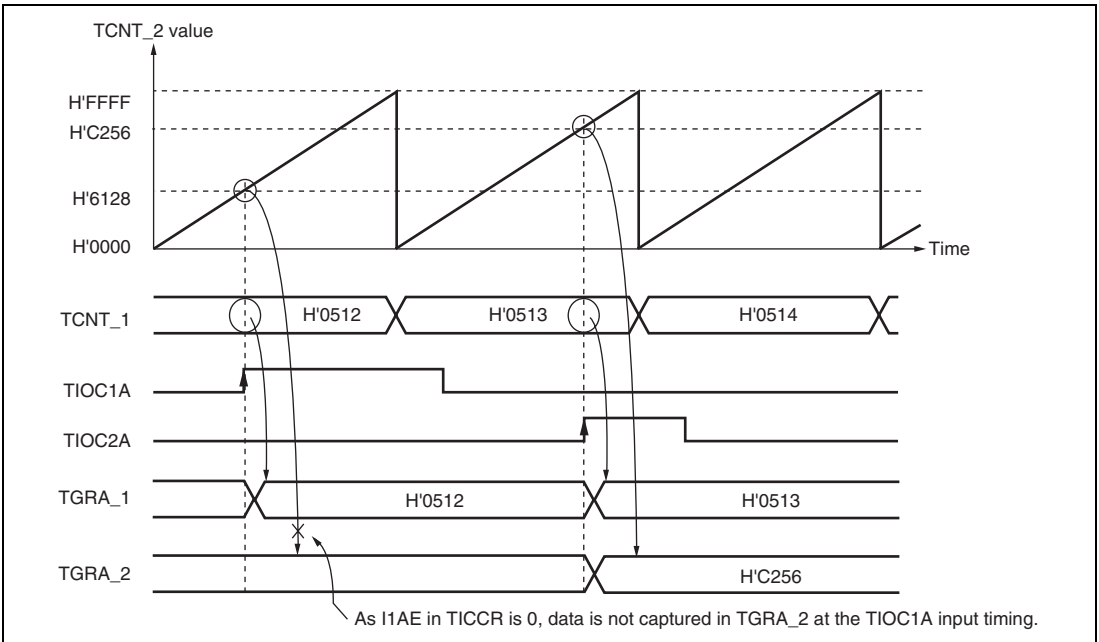 TCNT_2 value
H'FFFF
H'C256
H'6128
H'0000
Time
TCNT_1 H'0512 H'0513 H'0514
TIOC1A
TIOC2A
TGRA_1 H'0512 H'0513
TGRA_2 H'C256
As I1AE in TICCR is 0, data is not captured in TGRA_2 at the TIOC1A input timing.